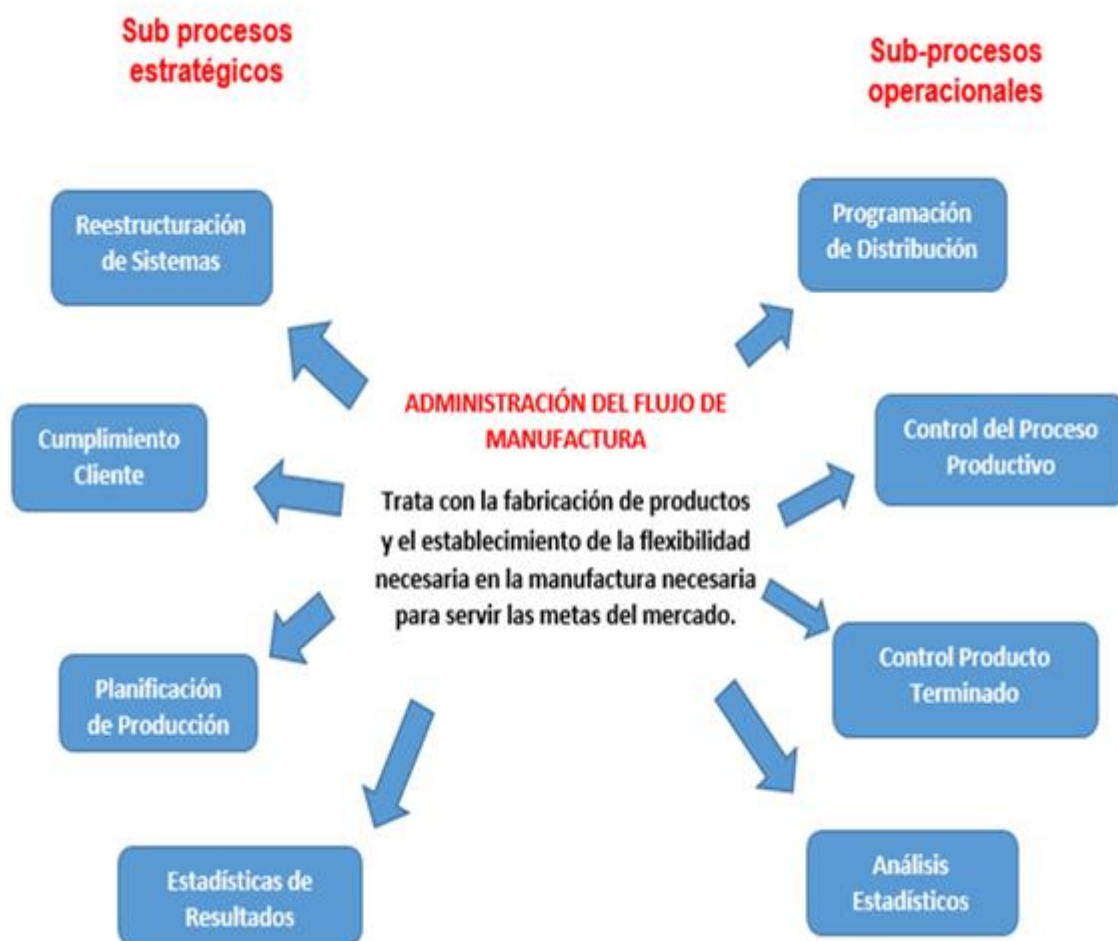 Sub procesos
estratégicos
Sub-procesos
operacionales
Reestructuración
de Sistemas
Programación
de Distribución
ADMINISTRACIÓN DEL FLUJO DE
MANUFACTURA
Cumplimiento
Cliente
Control del Proceso
Productivo
Trata con la fabricación de productos
y el establecimiento de la flexibilidad
necesaria en la manufactura necesaria
para servir las metas del mercado.
Planificación
de Producción
Control Producto
Terminado
Estadísticas de
Resultados
Análisis
Estadísticos